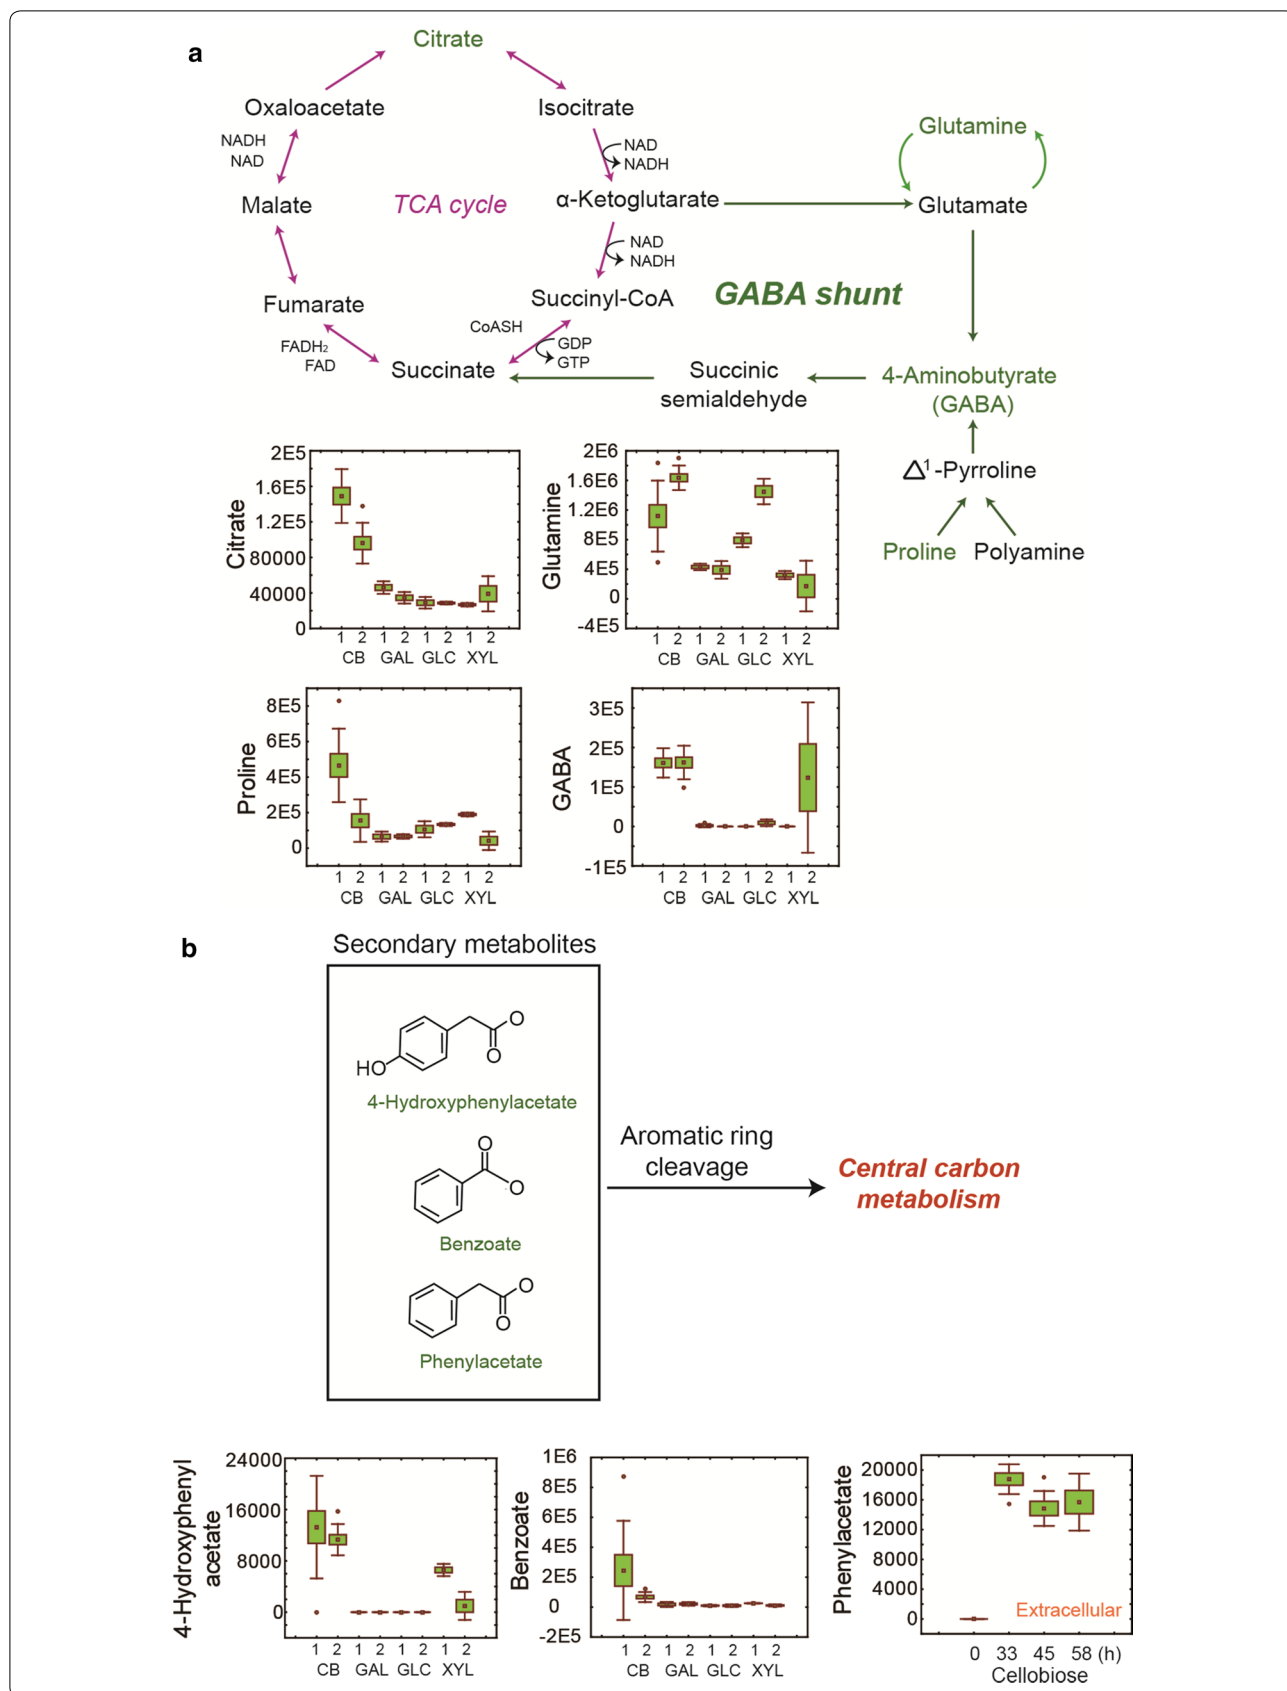 a
Citrate
Oxaloacetate
Isocitrate
NADH
NAD
NAD
NADH
Glutamine
Malate
TCA cycle
α-Ketoglutarate
Glutamate
NAD
NADH
Fumarate
Succinyl-CoA
GABA shunt
CoASH
GDP
GTP
FADH₂
FAD
Succinate
Succinic
semialdehyde
4-Aminobutyrate
(GABA)
Δ¹-Pyrroline
Proline
Polyamine
Citrate
2E5
1.6E5
1.2E5
80000
40000
0
1 2 1 2 1 2 1 2
CB GAL GLC XYL
Glutamine
2E6
1.6E6
1.2E6
8E5
4E5
0
-4E5
1 2 1 2 1 2 1 2
CB GAL GLC XYL
Proline
8E5
6E5
4E5
2E5
0
1 2 1 2 1 2 1 2
CB GAL GLC XYL
GABA
3E5
2E5
1E5
0
-1E5
1 2 1 2 1 2 1 2
CB GAL GLC XYL
b
Secondary metabolites
O
O
HO
4-Hydroxyphenylacetate
O
O
Benzoate
O
O
Phenylacetate
Aromatic ring
cleavage
Central carbon
metabolism
4-Hydroxyphenyl
acetate
24000
16000
8000
0
1 2 1 2 1 2 1 2
CB GAL GLC XYL
Benzoate
1E6
8E5
6E5
4E5
2E5
0
-2E5
1 2 1 2 1 2 1 2
CB GAL GLC XYL
Phenylacetate
20000
16000
12000
8000
4000
0
Extracellular
0 33 45 58 (h)
Cellobiose